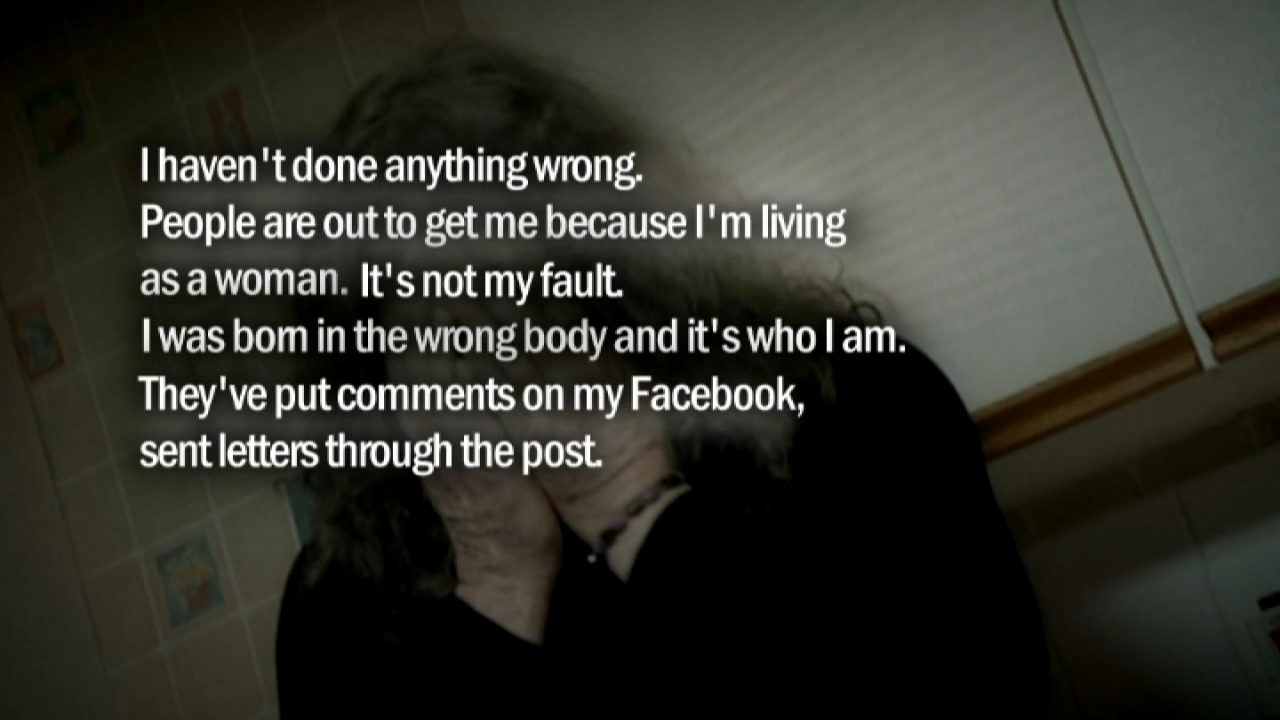 I haven't done anything wrong.
People are out to get me because I'm living
as a woman. It's not my fault.
I was born in the wrong body and it's who I am.
They've put comments on my Facebook,
sent letters through the post.